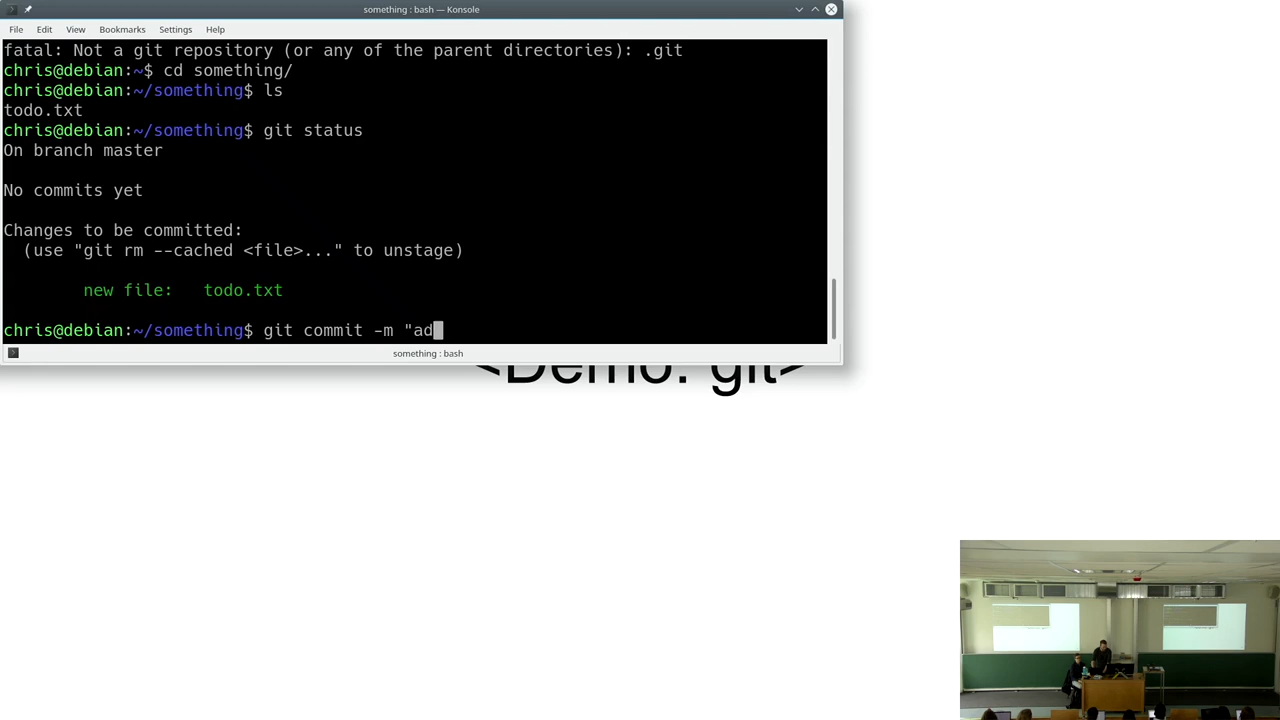 something : bash — Konsole
File Edit View Bookmarks Settings Help
fatal: Not a git repository (or any of the parent directories): .git
chris@debian:~$ cd something/
chris@debian:~/something$ ls
todo.txt
chris@debian:~/something$ git status
On branch master
No commits yet
Changes to be committed:
(use "git rm --cached <file>..." to unstage)
new file: todo.txt
chris@debian:~/something$ git commit -m "ad
something : bash
<Demo: git>